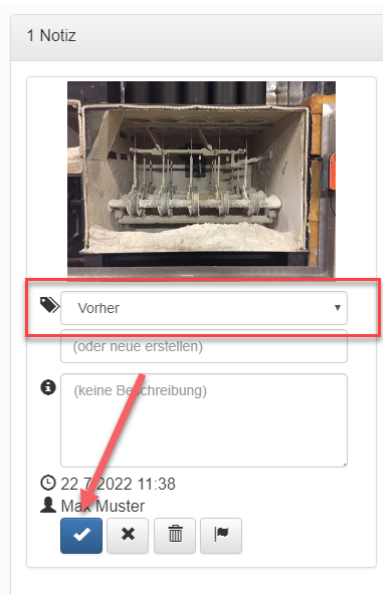 1 Notiz
Vorher
(oder neue erstellen)
(keine Beschreibung)
22.7.2022 11:38
Max Muster